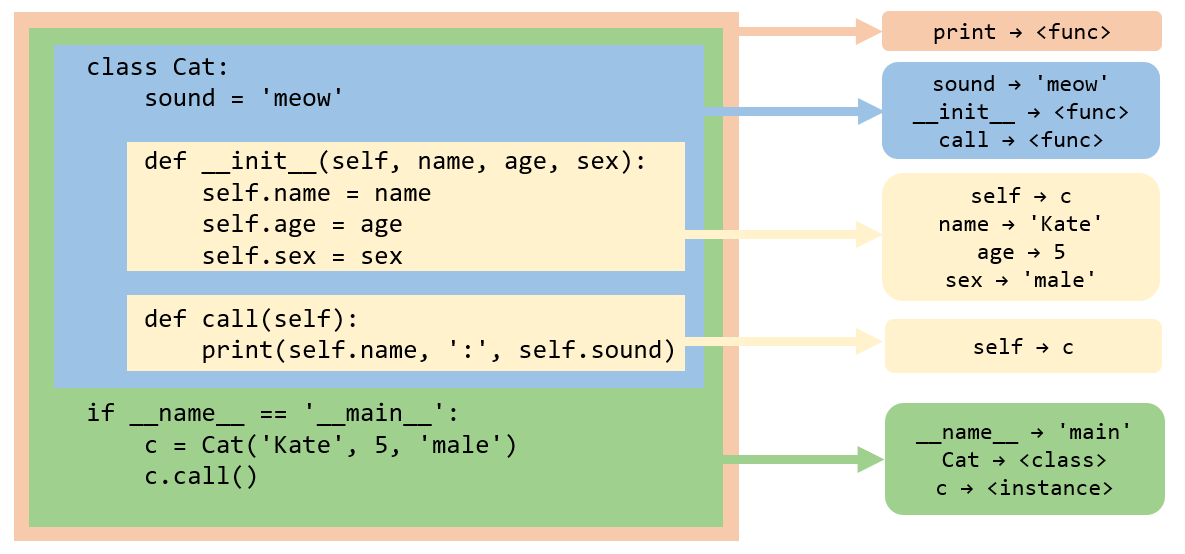 class Cat:
    sound = 'meow'
    def __init__(self, name, age, sex):
        self.name = name
        self.age = age
        self.sex = sex
    def call(self):
        print(self.name, ':', self.sound)
if __name__ == '__main__':
    c = Cat('Kate', 5, 'male')
    c.call()
print → <func>
sound → 'meow'
__init__ → <func>
call → <func>
self → c
name → 'Kate'
age → 5
sex → 'male'
self → c
__name__ → 'main'
Cat → <class>
c → <instance>